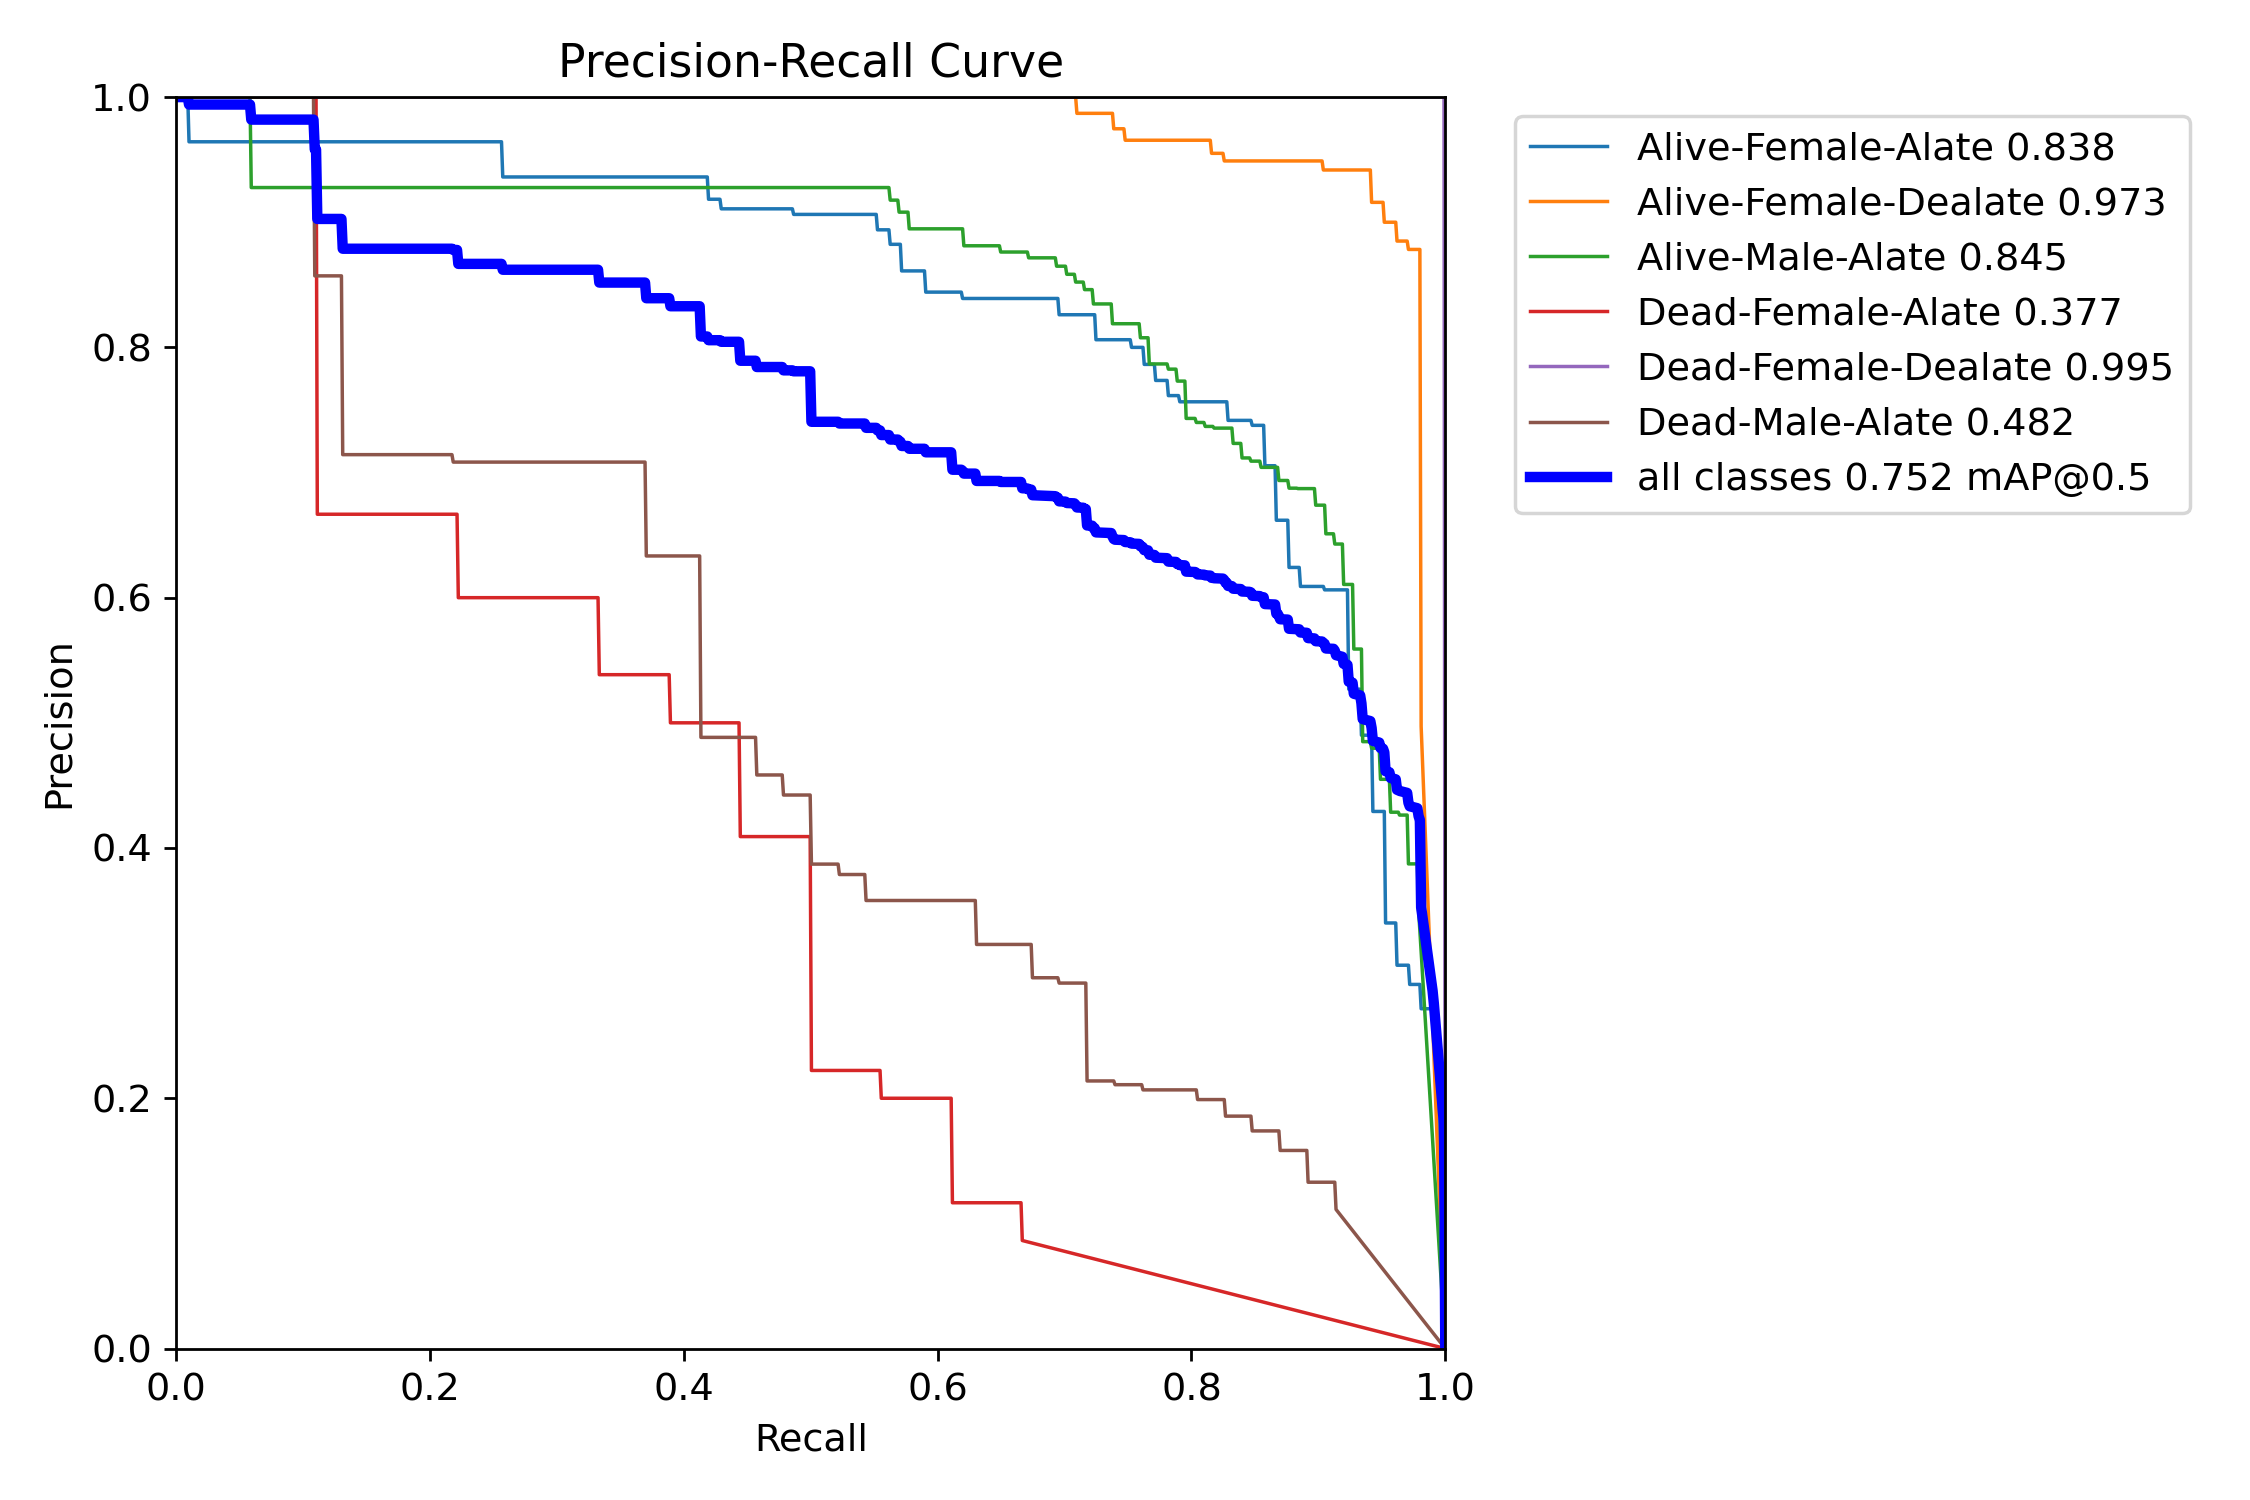 Precision-Recall Curve
1.0
0.8
0.6
0.4
0.2
0.0
Precision
0.0 0.2 0.4 0.6 0.8 1.0
Recall
Alive-Female-Alate 0.838
Alive-Female-Dealate 0.973
Alive-Male-Alate 0.845
Dead-Female-Alate 0.377
Dead-Female-Dealate 0.995
Dead-Male-Alate 0.482
all classes 0.752 mAP@0.5